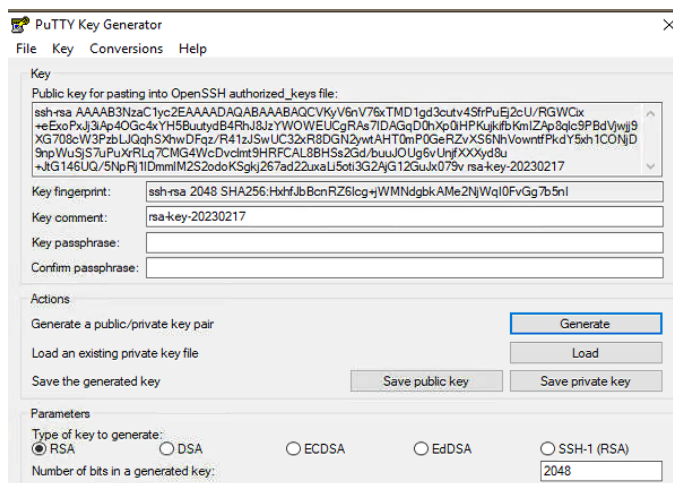 PuTTY Key Generator
File Key Conversions Help
Key
Public key for pasting into OpenSSH authorized_keys file:
ssh-rsa AAAAB3NzaC1yc2EAAAADAQABAAABAQCVKyV6nV76xTMD1gd3cutv4SfrPuEj2cU/RGWCix
+eExoPxJj3iAp4OGc4xYH5BuutydB4RhJ8JzYWOWEUCgRAs7IDAGqD0hXp0iHPKujkifbKmIZAp8qlc9PBdVjwjj9
XG708cW3PzbLJQqhSXhwDFqz/R41zJSwUC32xR8DGN2ywtAHT0mP0GeRZvXS6NhVowntfPkdY5xh1CONjD
9npWuSjS7uPuXrRLq7CMG4WcDvclmt9HRFCAL8BHSs2Gd/buuJOUg6vUnjfXXXyd8u
+JtG146UQ/5NpRj1IDmmIM2S2odoKSgkj267ad22uxaLi5oti3G2AjG12GuJx079v rsa-key-20230217
Key fingerprint: ssh-rsa 2048 SHA256:HxhfJbBcnRZ6Icg+jWMNdgbkAMe2NjWqI0FvGg7b5nI
Key comment: rsa-key-20230217
Key passphrase:
Confirm passphrase:
Actions
Generate a public/private key pair Generate
Load an existing private key file Load
Save the generated key Save public key Save private key
Parameters
Type of key to generate:
RSA DSA ECDSA EdDSA SSH-1 (RSA)
Number of bits in a generated key: 2048